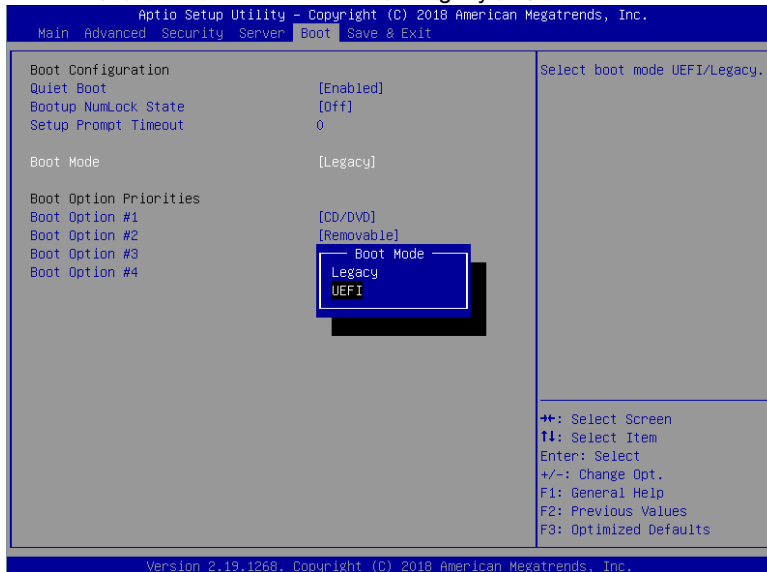 Aptio Setup Utility – Copyright (C) 2018 American Megatrends, Inc.
Main Advanced Security Server Boot Save & Exit
Boot Configuration
Quiet Boot [Enabled]
Bootup NumLock State [Off]
Setup Prompt Timeout 0
Boot Mode [Legacy]
Boot Option Priorities
Boot Option #1 [CD/DVD]
Boot Option #2 [Removable]
Boot Option #3
Boot Option #4
Boot Mode
Legacy
UEFI
Select boot mode UEFI/Legacy.
→←: Select Screen
↑↓: Select Item
Enter: Select
+/-: Change Opt.
F1: General Help
F2: Previous Values
F3: Optimized Defaults
Version 2.19.1268. Copyright (C) 2018 American Megatrends, Inc.